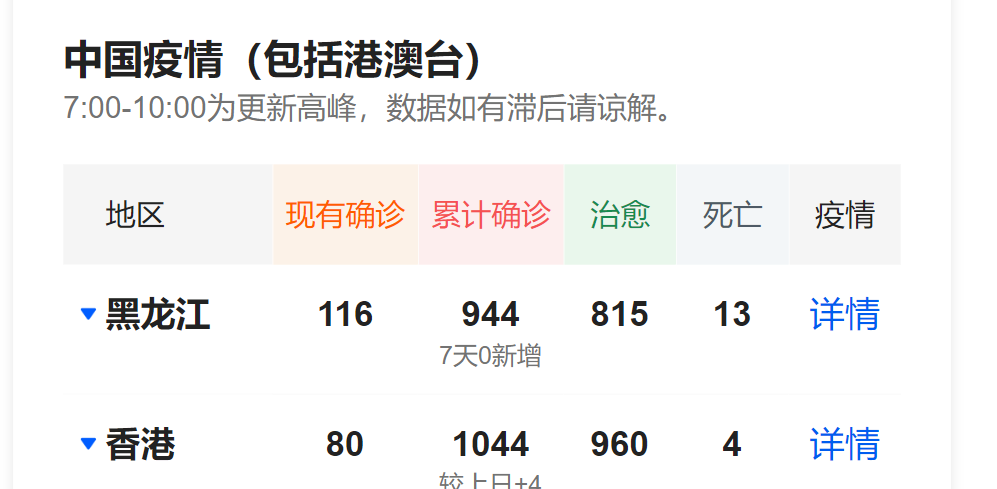 中国疫情（包括港澳台）
7:00-10:00为更新高峰，数据如有滞后请谅解。
地区 现有确诊 累计确诊 治愈 死亡 疫情
黑龙江 116 944 815 13 详情
7天0新增
香港 80 1044 960 4 详情
较上日+4